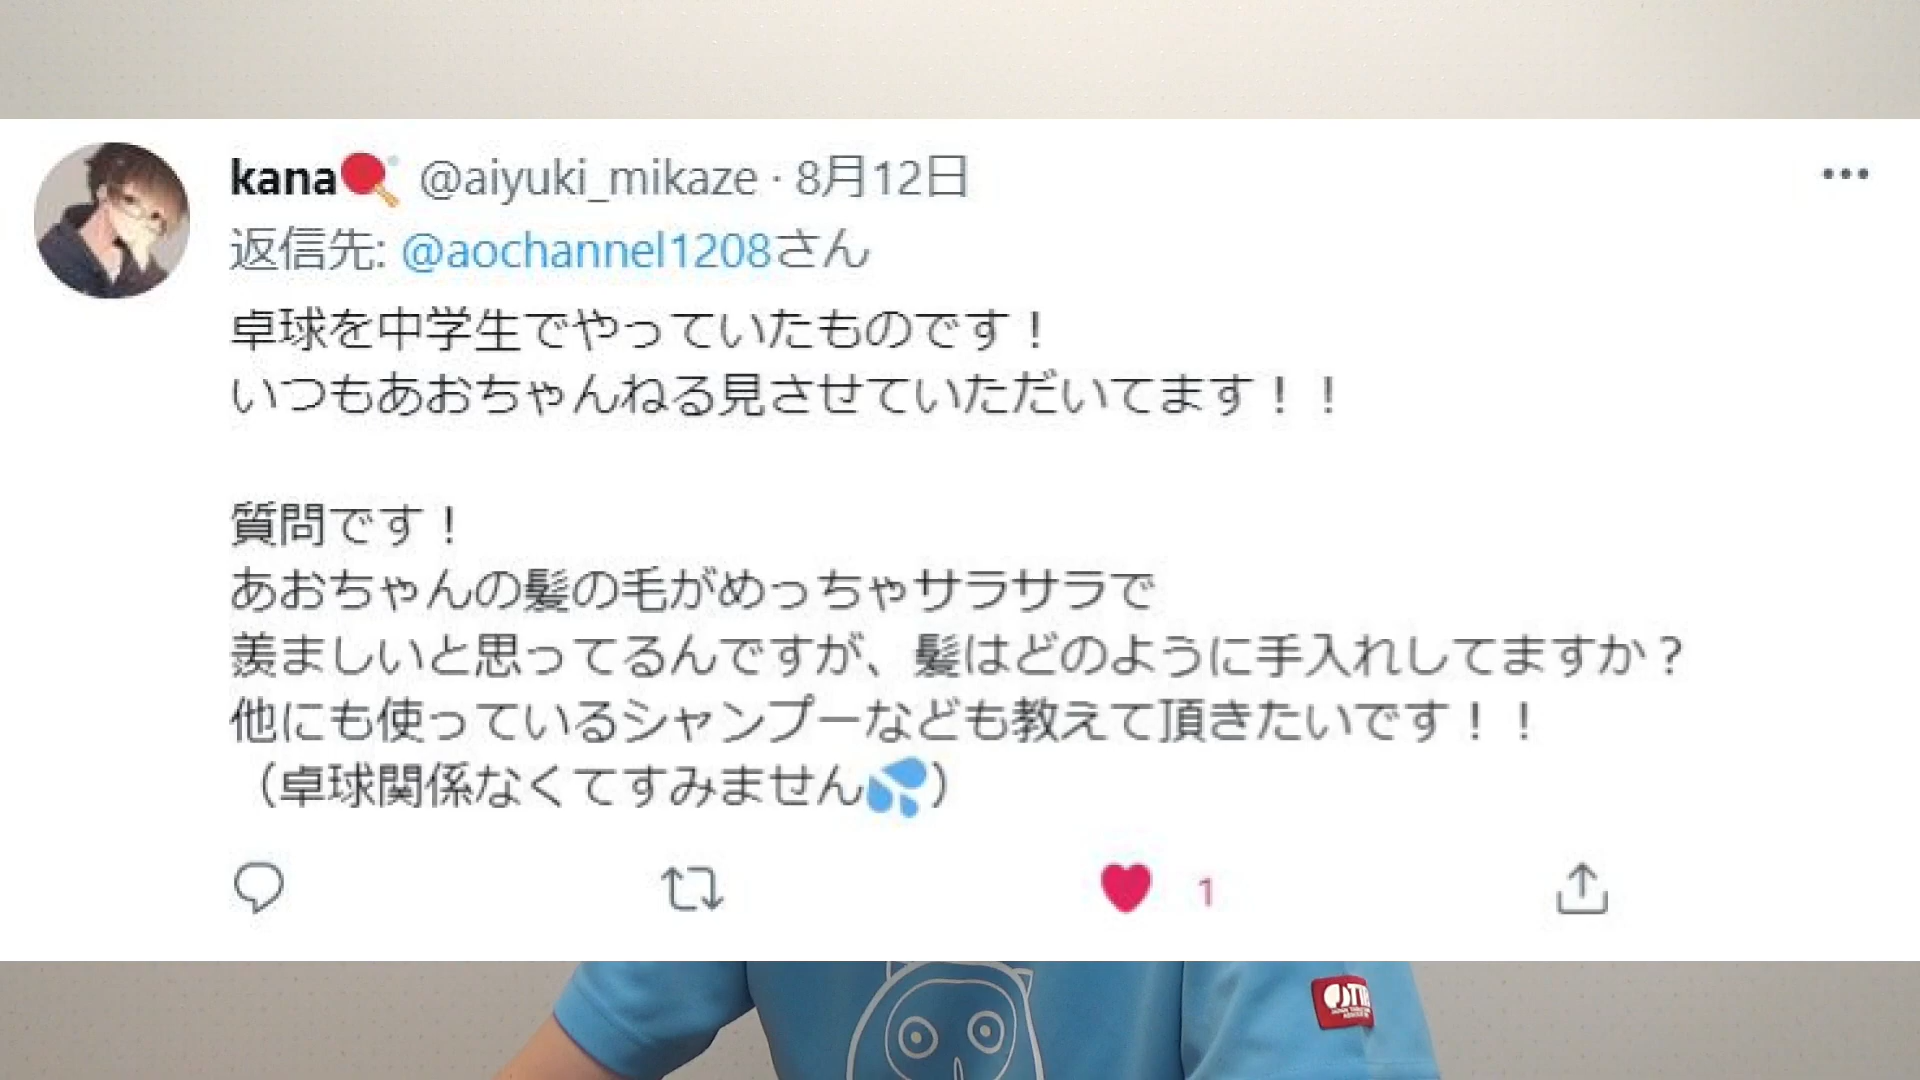 kana🏓 @aiyuki_mikaze · 8月12日
返信先: @aochannel1208さん
卓球を中学生でやっていたものです！
いつもあおちゃんねる見させていただいてます！！
質問です！
あおちゃんの髪の毛がめっちゃサラサラで
羨ましいと思ってるんですが、髪はどのように手入れしてますか？
他にも使っているシャンプーなども教えて頂きたいです！！
（卓球関係なくてすみません💦）
1